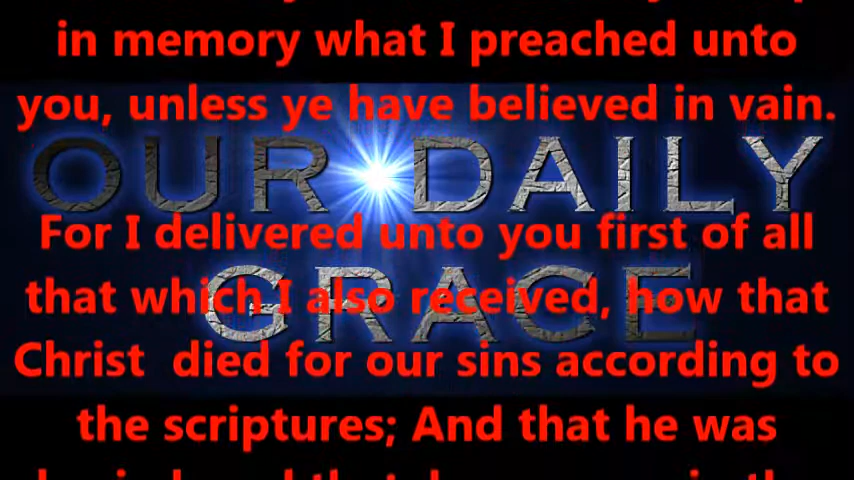 in memory what I preached unto
you, unless ye have believed in vain.
OUR DAILY
For I delivered unto you first of all
that which I also received, how that
GRACE
Christ died for our sins according to
the scriptures; And that he was